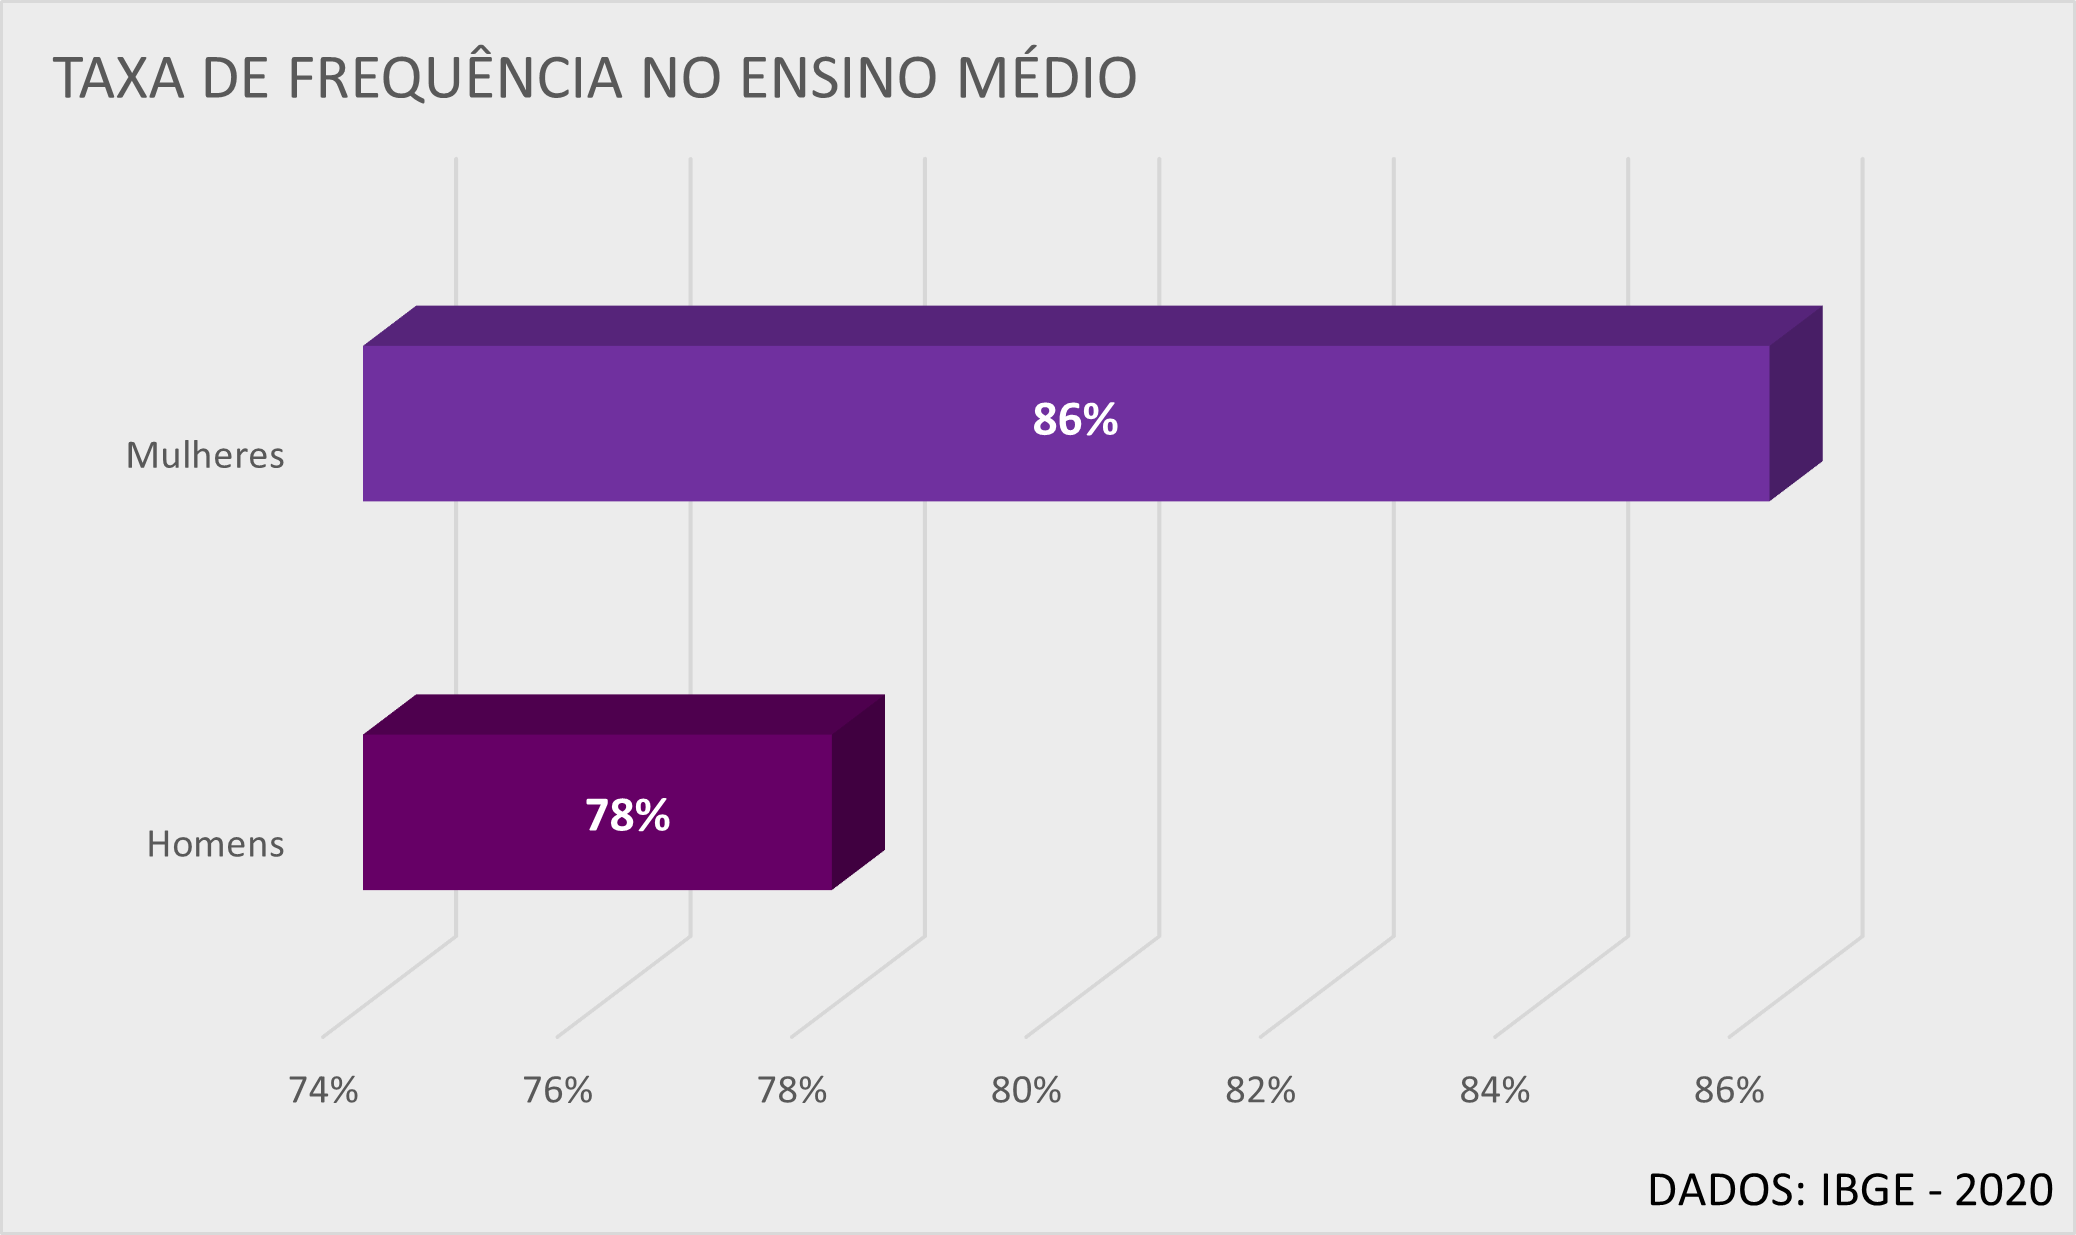 TAXA DE FREQUÊNCIA NO ENSINO MÉDIO
Mulheres
86%
Homens
78%
74% 76% 78% 80% 82% 84% 86%
DADOS: IBGE - 2020